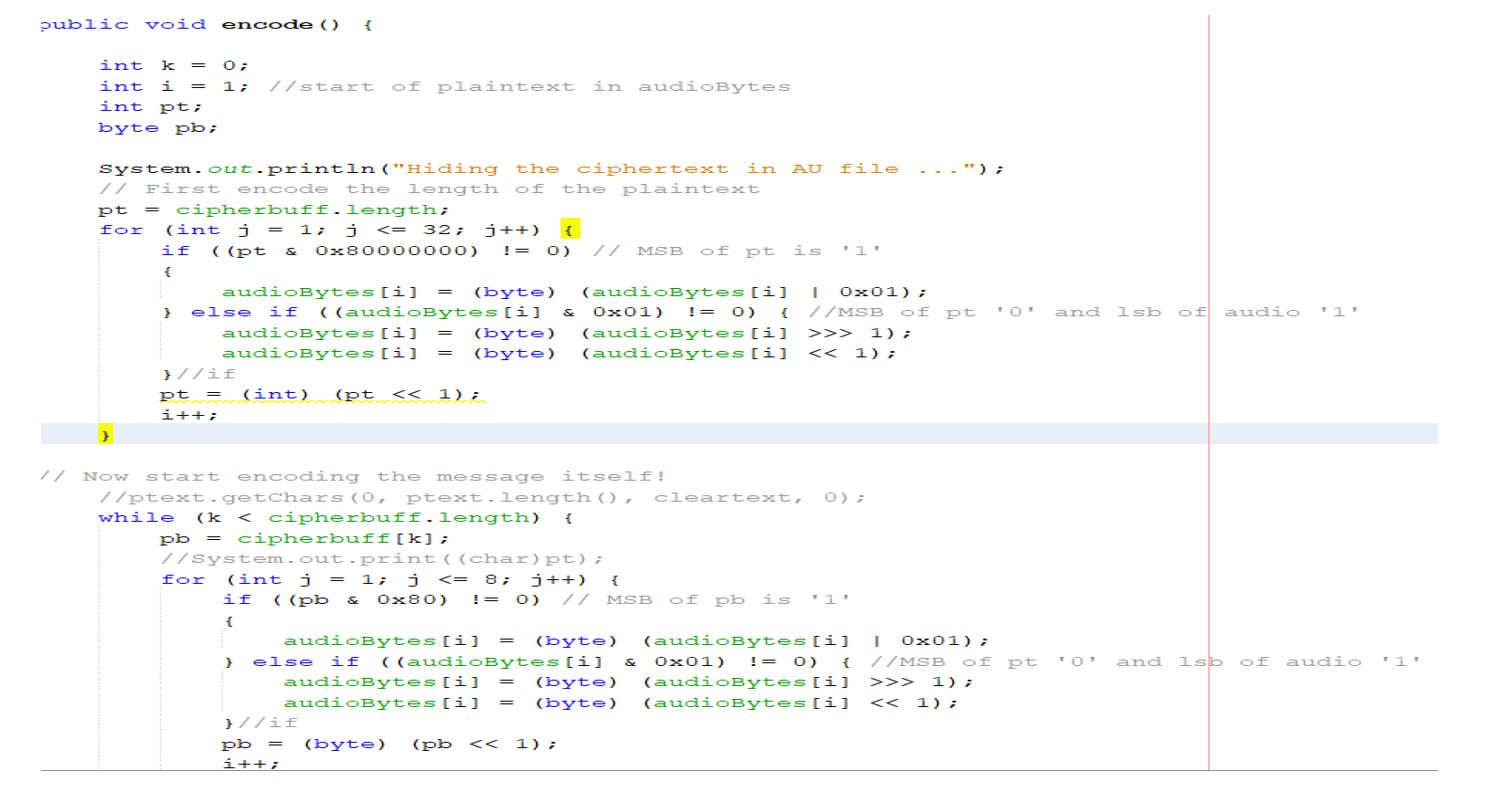 public void encode() {
int k = 0;
int i = 1; //start of plaintext in audioBytes
int pt;
byte pb;
System.out.println("Hiding the ciphertext in AU file ...");
// First encode the length of the plaintext
pt = cipherbuff.length;
for (int j = 1; j <= 32; j++) {
if ((pt & 0x80000000) != 0) // MSB of pt is '1'
{
audioBytes[i] = (byte) (audioBytes[i] | 0x01);
} else if ((audioBytes[i] & 0x01) != 0) { //MSB of pt '0' and lsb of audio '1'
audioBytes[i] = (byte) (audioBytes[i] >>> 1);
audioBytes[i] = (byte) (audioBytes[i] << 1);
}//if
pt = (int) (pt << 1);
i++;
}
// Now start encoding the message itself!
//ptext.getChars(0, ptext.length(), cleartext, 0);
while (k < cipherbuff.length) {
pb = cipherbuff[k];
//System.out.print((char)pt);
for (int j = 1; j <= 8; j++) {
if ((pb & 0x80) != 0) // MSB of pb is '1'
{
audioBytes[i] = (byte) (audioBytes[i] | 0x01);
} else if ((audioBytes[i] & 0x01) != 0) { //MSB of pt '0' and lsb of audio '1'
audioBytes[i] = (byte) (audioBytes[i] >>> 1);
audioBytes[i] = (byte) (audioBytes[i] << 1);
}//if
pb = (byte) (pb << 1);
i++;